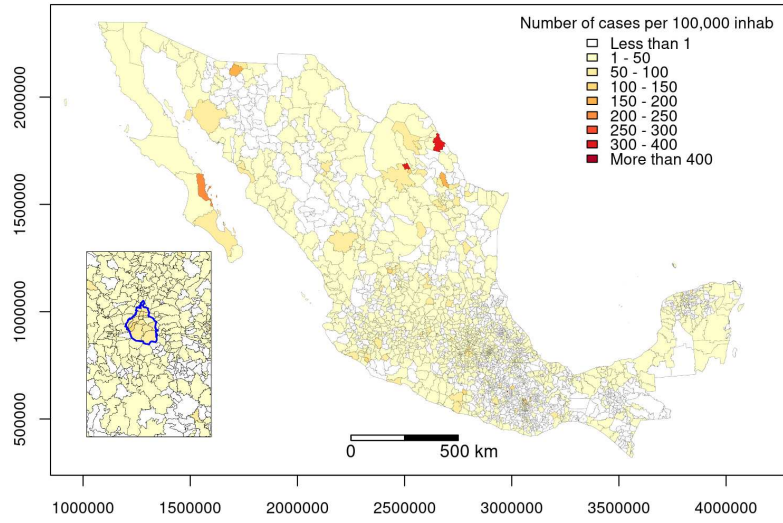 Number of cases per 100,000 inhab
Less than 1
1 - 50
50 - 100
100 - 150
150 - 200
200 - 250
250 - 300
300 - 400
More than 400
2000000
1500000
1000000
500000
0 500 km
1000000 1500000 2000000 2500000 3000000 3500000 4000000